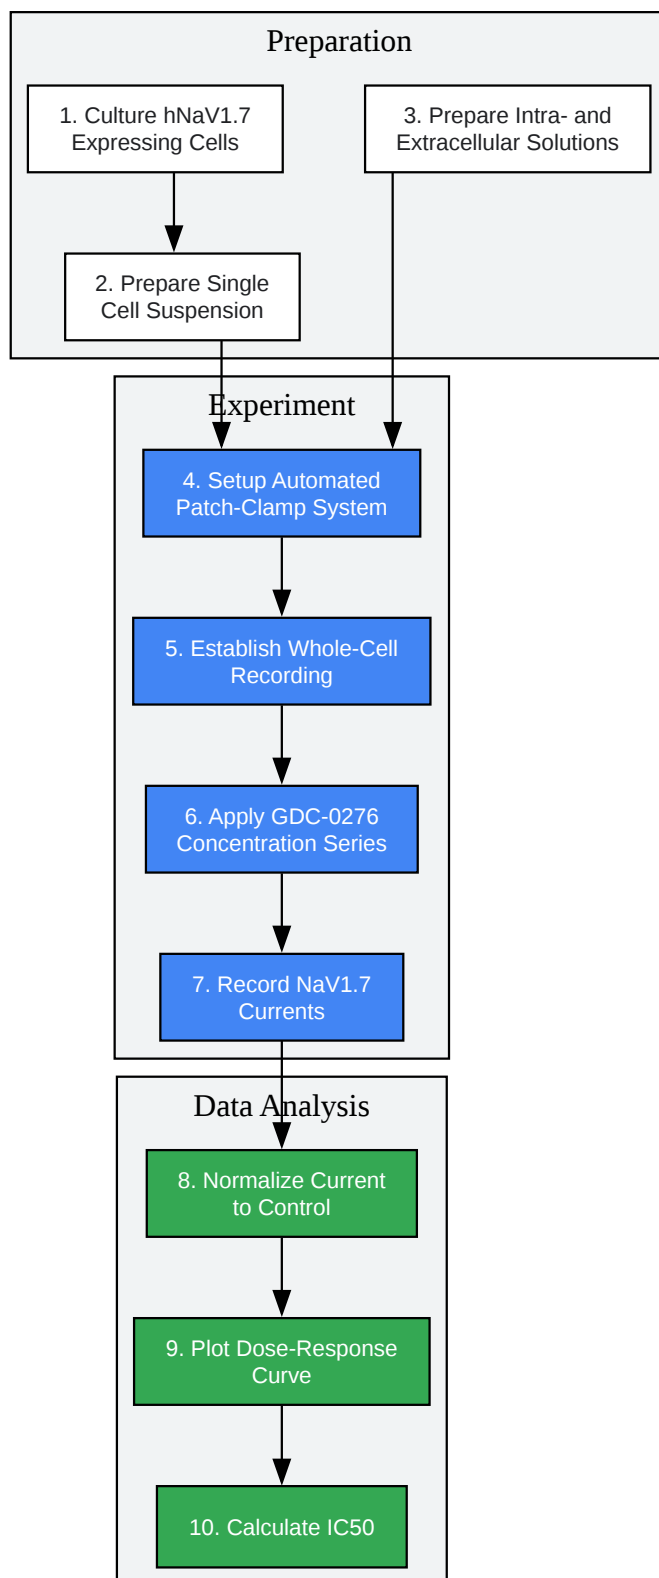 Preparation
1. Culture hNaV1.7
Expressing Cells
3. Prepare Intra- and
Extracellular Solutions
2. Prepare Single
Cell Suspension
Experiment
4. Setup Automated
Patch-Clamp System
5. Establish Whole-Cell
Recording
6. Apply GDC-0276
Concentration Series
7. Record NaV1.7
Currents
Data Analysis
8. Normalize Current
to Control
9. Plot Dose-Response
Curve
10. Calculate IC50